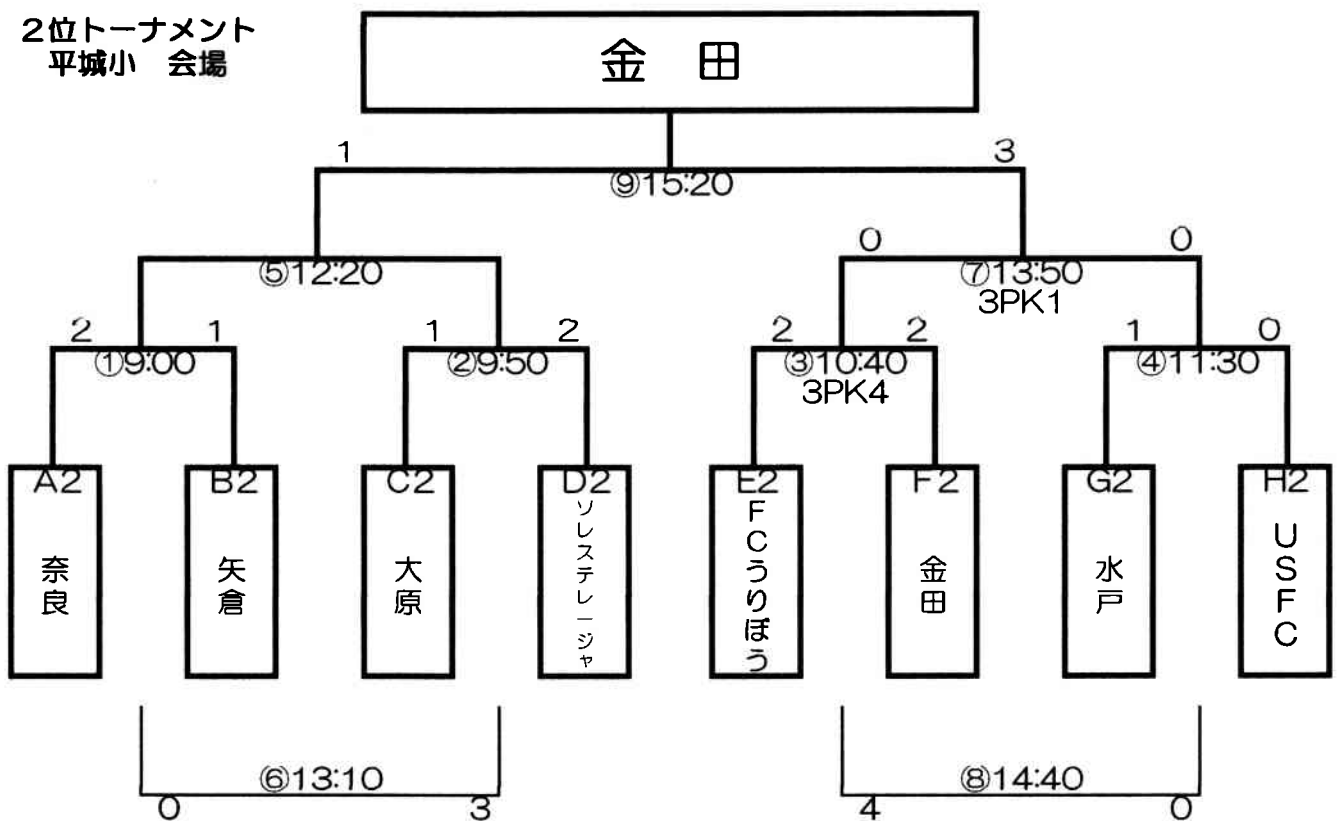 2位トーナメント
平城小 会場
金 田
1 3
⑨15:20
0 0
⑤12:20 ⑦13:50
3PK1
2 1 1 2 2 2 1 0
①9:00 ②9:50 ③10:40 ④11:30
3PK4
A2 B2 C2 D2 E2 F2 G2 H2
奈良
矢倉
大原
ソレステレージャ
FCうりぼう
金田
水戸
USFC
⑥13:10 ⑧14:40
0 3 4 0